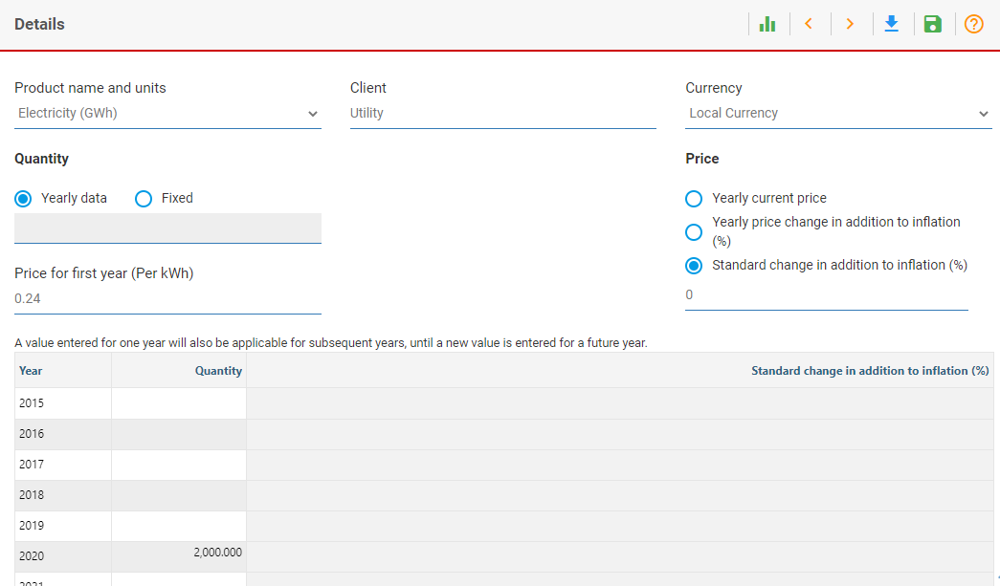 Details
Product name and units
Client
Currency
Electricity (GWh)
Utility
Local Currency
Quantity
Price
Yearly data
Fixed
Yearly current price
Yearly price change in addition to inflation
(%)
Standard change in addition to inflation (%)
Price for first year (Per kWh)
0.24
0
A value entered for one year will also be applicable for subsequent years, until a new value is entered for a future year.
Year Quantity Standard change in addition to inflation (%)
2015
2016
2017
2018
2019
2020 2,000.000
2021